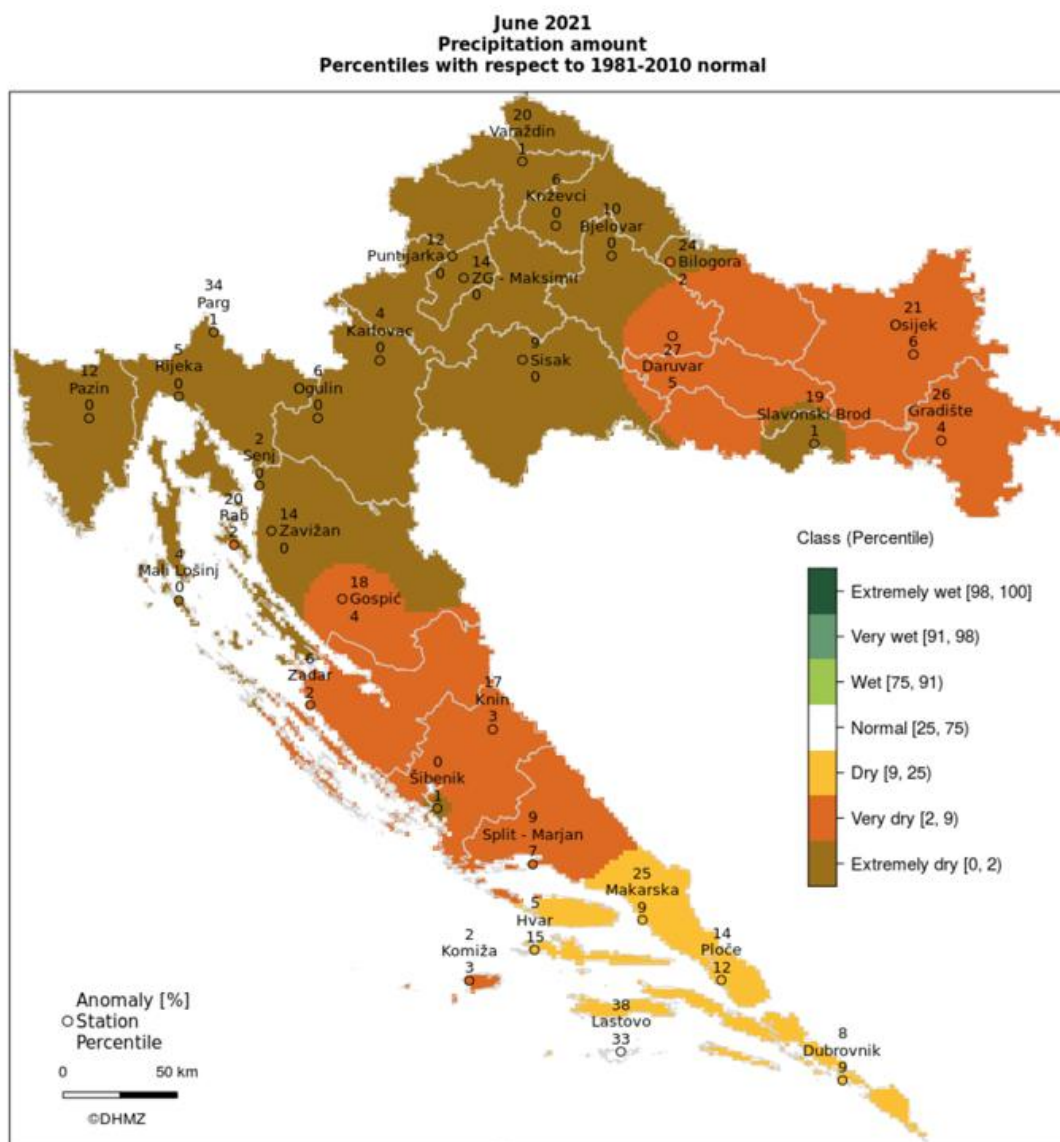 June 2021
Precipitation amount
Percentiles with respect to 1981-2010 normal
20
Varaždin
1
6
Križevci
0
10
Bjelovar
0
12
Puntijarka
0
14
ZG - Maksimir
0
24
Bilogora
2
34
Parg
1
4
Karlovac
0
21
Osijek
6
5
Rijeka
0
12
Pazin
0
6
Ogulin
0
9
Sisak
0
27
Daruvar
5
19
Slavonski Brod
1
26
Gradište
4
2
Senj
0
20
Rab
2
14
Zavižan
0
4
Mali Lošinj
0
18
Gospić
4
6
Zadar
2
17
Knin
3
0
Šibenik
1
9
Split - Marjan
7
25
Makarska
9
5
Hvar
15
2
Komiža
3
14
Ploče
12
38
Lastovo
33
8
Dubrovnik
9
Class (Percentile)
Extremely wet [98, 100]
Very wet [91, 98)
Wet [75, 91)
Normal [25, 75)
Dry [9, 25)
Very dry [2, 9)
Extremely dry [0, 2)
Anomaly [%]
Station
Percentile
0 50 km
©DHMZ